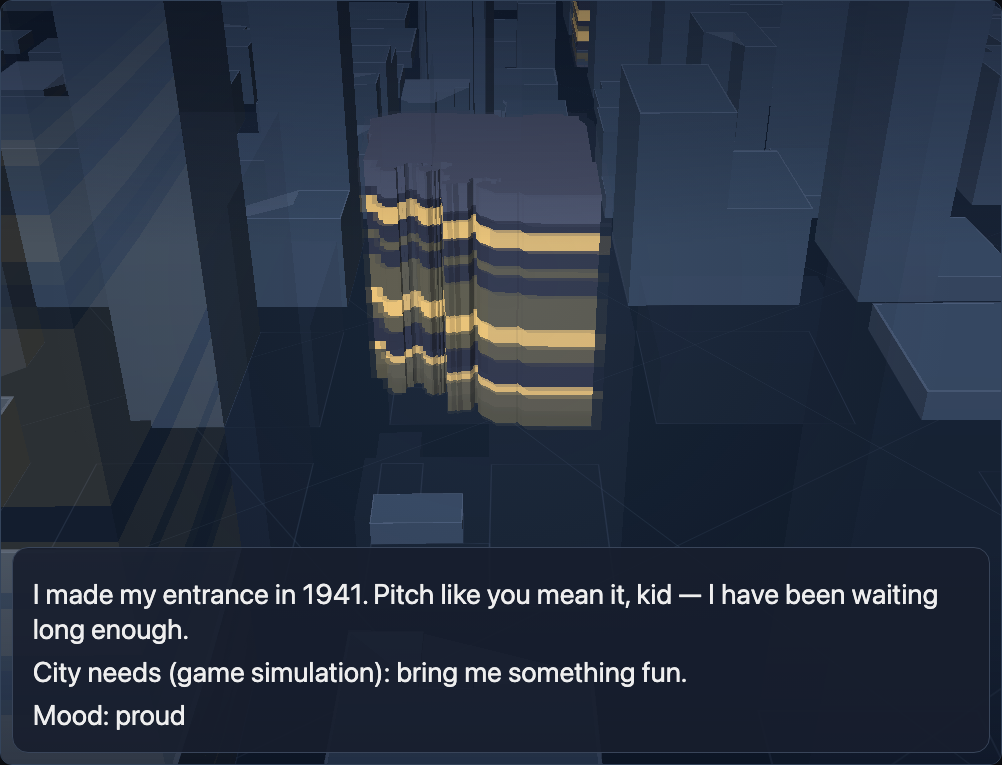 I made my entrance in 1941. Pitch like you mean it, kid — I have been waiting
long enough.
City needs (game simulation): bring me something fun.
Mood: proud